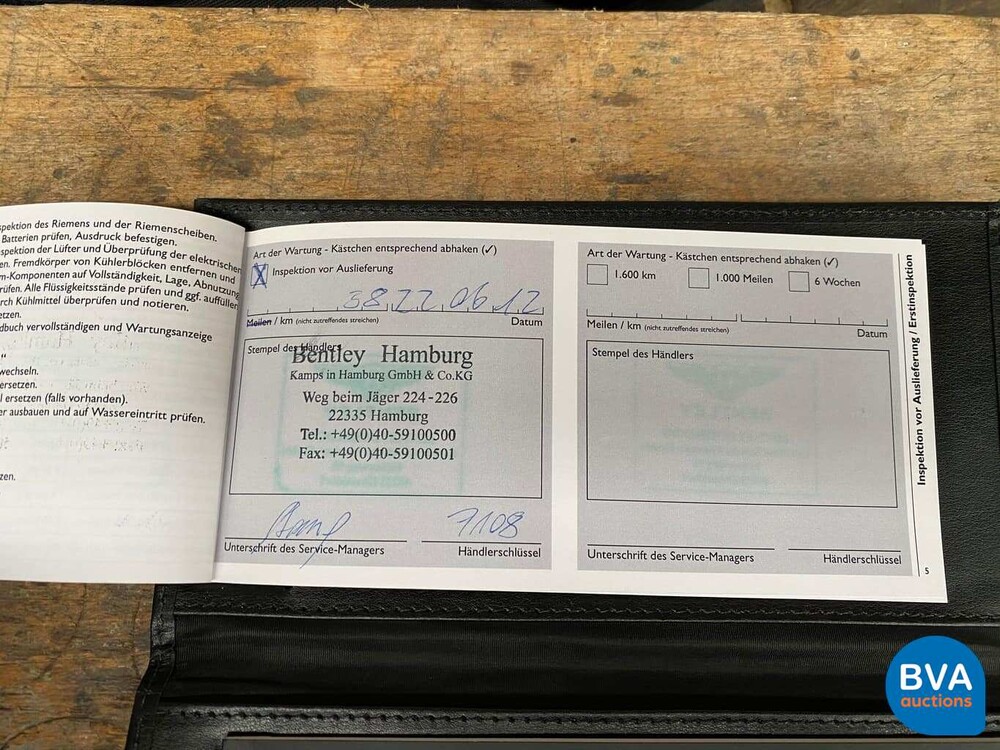 spektion des Riemens und der Riemenscheiben.
Batterien prüfen, Ausdruck befestigen.
spektion der Lüfter und Überprüfung der elektrischen
en. Fremdkörper von Kühlerblöcken entfernen und
m-Komponenten auf Vollständigkeit, Lage, Abnutzung
rüfen. Alle Flüssigkeitsstände prüfen und ggf. auffüllen
rch Kühlmittel überprüfen und notieren.
etzen.
dbuch vervollständigen und Wartungsanzeige
"
wechseln.
ersetzen.
l ersetzen (falls vorhanden).
er ausbauen und auf Wassereintritt prüfen.
zen.
Art der Wartung - Kästchen entsprechend abhaken (✓)
X Inspektion vor Auslieferung
38 22 06 12
Meilen / km (nicht zutreffendes streichen) Datum
Stempel des Händlers
Bentley Hamburg
Kamps in Hamburg GmbH & Co.KG
Weg beim Jäger 224-226
22335 Hamburg
Tel.: +49(0)40-59100500
Fax: +49(0)40-59100501
7108
Unterschrift des Service-Managers Händlerschlüssel
Art der Wartung - Kästchen entsprechend abhaken (✓)
1.600 km 1.000 Meilen 6 Wochen
Meilen / km (nicht zutreffendes streichen) Datum
Stempel des Händlers
Unterschrift des Service-Managers Händlerschlüssel
Inspektion vor Auslieferung / Erstinspektion
5
BVA
auctions